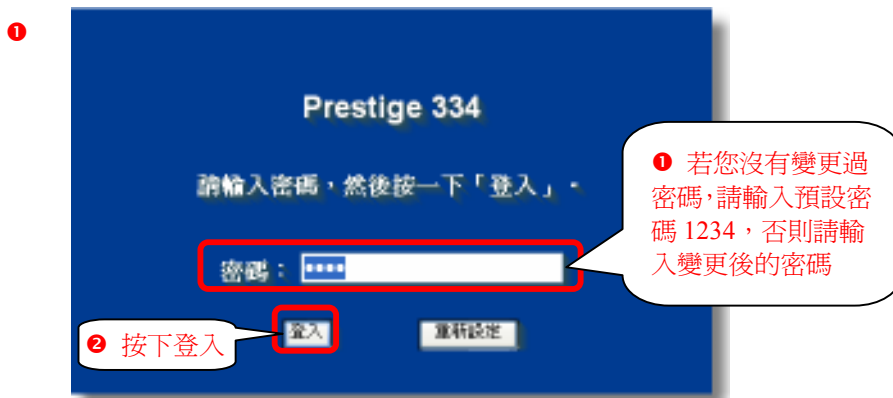 ❶
Prestige 334
請輸入密碼，然後按一下「登入」。
❶ 若您沒有變更過
密碼，請輸入預設密
碼 1234，否則請輸
入變更後的密碼
密碼： ****
❷ 按下登入
登入 重新設定